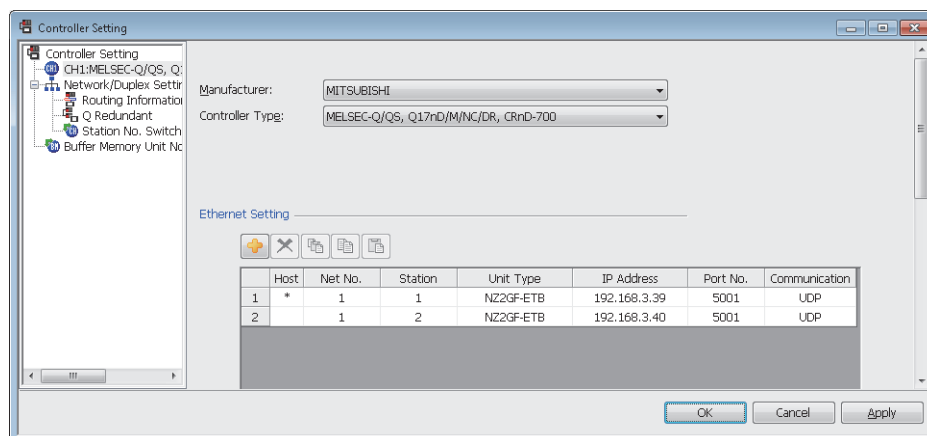 Controller Setting
Controller Setting
CH1:MELSEC-Q/QS, Q:
Network/Duplex Settir
Routing Information
Q Redundant
Station No. Switch
Buffer Memory Unit No
Manufacturer: MITSUBISHI
Controller Type: MELSEC-Q/QS, Q17nD/M/NC/DR, CRnD-700
Ethernet Setting
Host Net No. Station Unit Type IP Address Port No. Communication
1 * 1 1 NZ2GF-ETB 192.168.3.39 5001 UDP
2 1 2 NZ2GF-ETB 192.168.3.40 5001 UDP
OK Cancel Apply